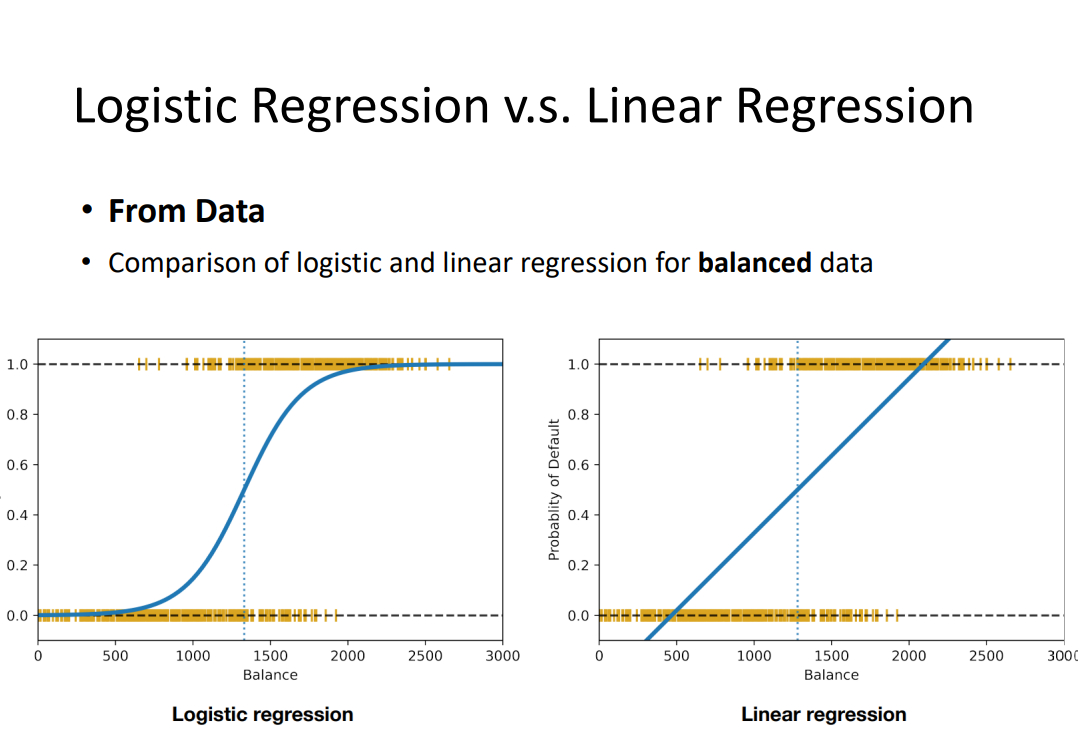 Logistic Regression v.s. Linear Regression
• From Data
• Comparison of logistic and linear regression for balanced data
1.0
0.8
0.6
0.4
0.2
0.0
0 500 1000 1500 2000 2500 3000
Balance
Logistic regression
Probablity of Default
1.0
0.8
0.6
0.4
0.2
0.0
0 500 1000 1500 2000 2500 3000
Balance
Linear regression